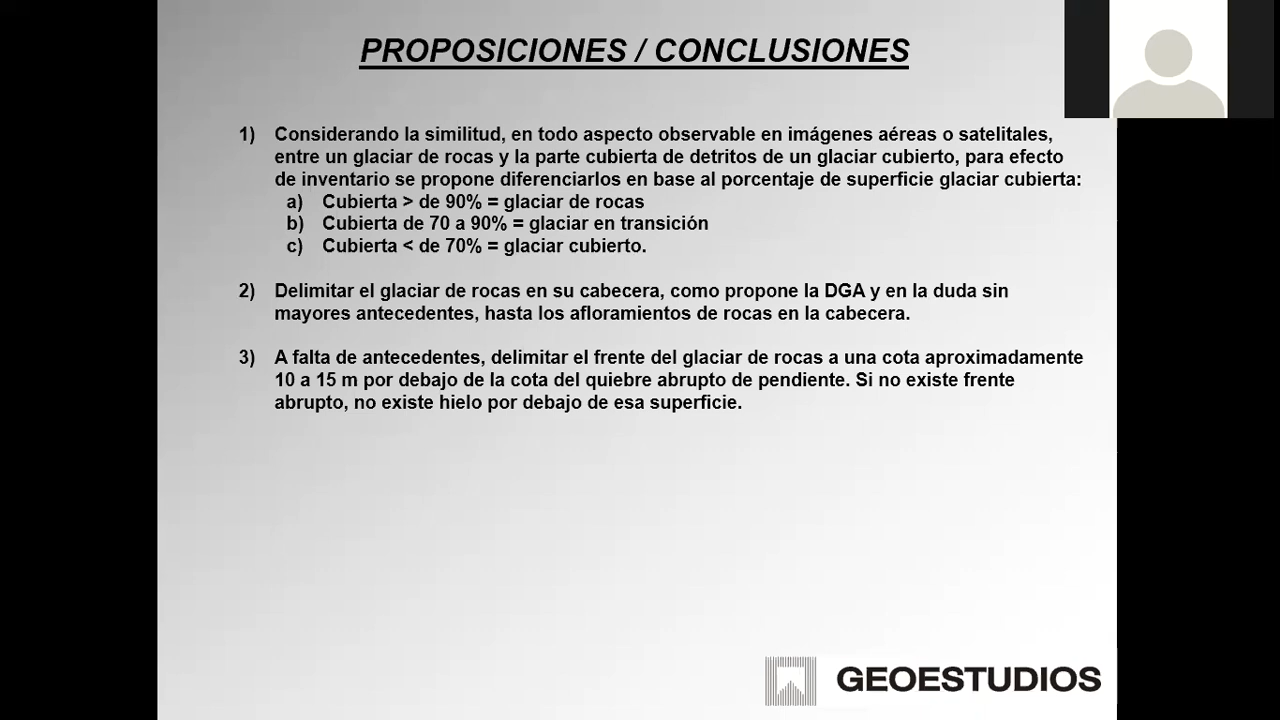 PROPOSICIONES / CONCLUSIONES
1) Considerando la similitud, en todo aspecto observable en imágenes aéreas o satelitales,
entre un glaciar de rocas y la parte cubierta de detritos de un glaciar cubierto, para efecto
de inventario se propone diferenciarlos en base al porcentaje de superficie glaciar cubierta:
a) Cubierta > de 90% = glaciar de rocas
b) Cubierta de 70 a 90% = glaciar en transición
c) Cubierta < de 70% = glaciar cubierto.
2) Delimitar el glaciar de rocas en su cabecera, como propone la DGA y en la duda sin
mayores antecedentes, hasta los afloramientos de rocas en la cabecera.
3) A falta de antecedentes, delimitar el frente del glaciar de rocas a una cota aproximadamente
10 a 15 m por debajo de la cota del quiebre abrupto de pendiente. Si no existe frente
abrupto, no existe hielo por debajo de esa superficie.
GEOESTUDIOS